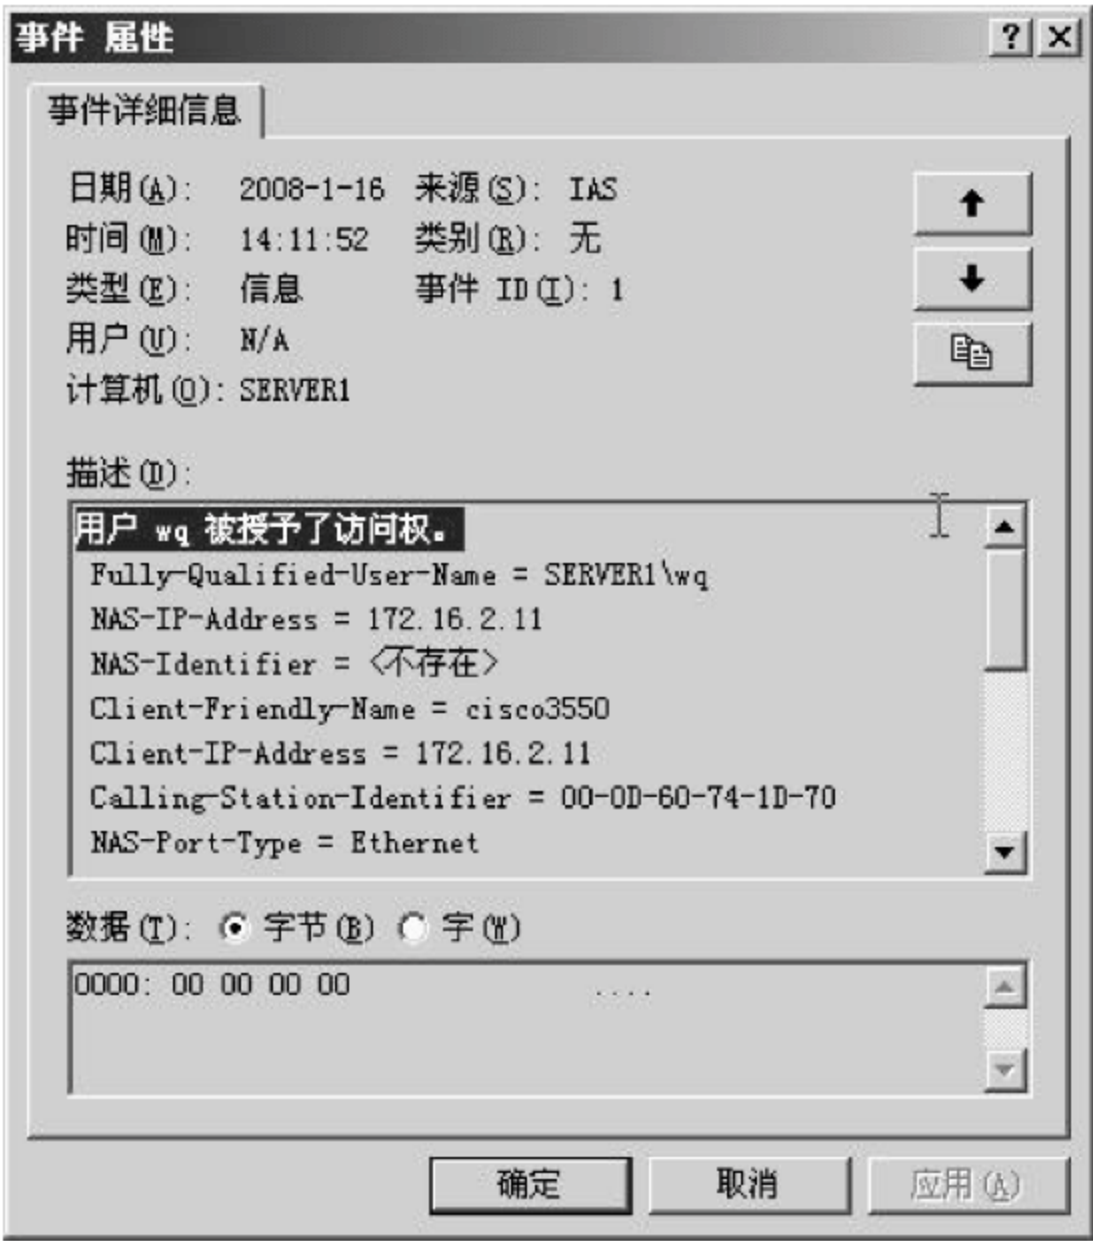 事件 属性
事件详细信息
日期(A): 2008-1-16 来源(S): IAS
时间(M): 14:11:52 类别(R): 无
类型(E): 信息 事件 ID(I): 1
用户(U): N/A
计算机(O): SERVER1
描述(D):
用户 wq 被授予了访问权。
Fully-Qualified-User-Name = SERVER1\wq
NAS-IP-Address = 172.16.2.11
NAS-Identifier = <不存在>
Client-Friendly-Name = cisco3550
Client-IP-Address = 172.16.2.11
Calling-Station-Identifier = 00-0D-60-74-1D-70
NAS-Port-Type = Ethernet
数据(T): 字节(B) 字(W)
0000: 00 00 00 00 ....
确定 取消 应用(A)